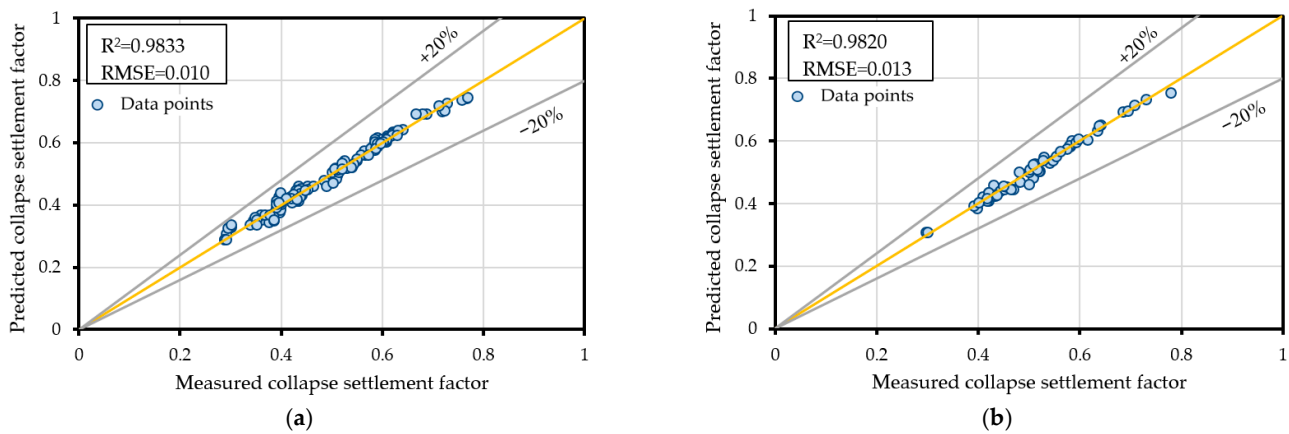 R²=0.9833
RMSE=0.010
Data points
+20%
−20%
Predicted collapse settlement factor
1
0.8
0.6
0.4
0.2
0
0 0.2 0.4 0.6 0.8 1
Measured collapse settlement factor
(a)
R²=0.9820
RMSE=0.013
Data points
+20%
−20%
Predicted collapse settlement factor
1
0.8
0.6
0.4
0.2
0
0 0.2 0.4 0.6 0.8 1
Measured collapse settlement factor
(b)